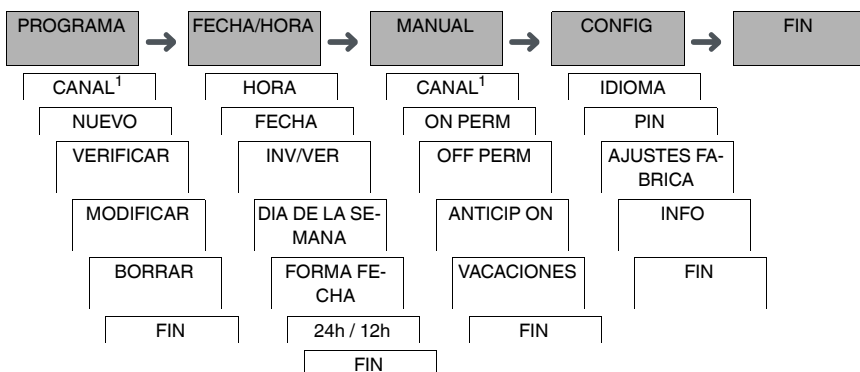 PROGRAMA
FECHA/HORA
MANUAL
CONFIG
FIN
CANAL1
HORA
CANAL1
IDIOMA
NUEVO
FECHA
ON PERM
PIN
VERIFICAR
INV/VER
OFF PERM
AJUSTES FA-
BRICA
MODIFICAR
DIA DE LA SE-
MANA
ANTICIP ON
INFO
BORRAR
FORMA FE-
CHA
VACACIONES
FIN
FIN
24h / 12h
FIN
FIN